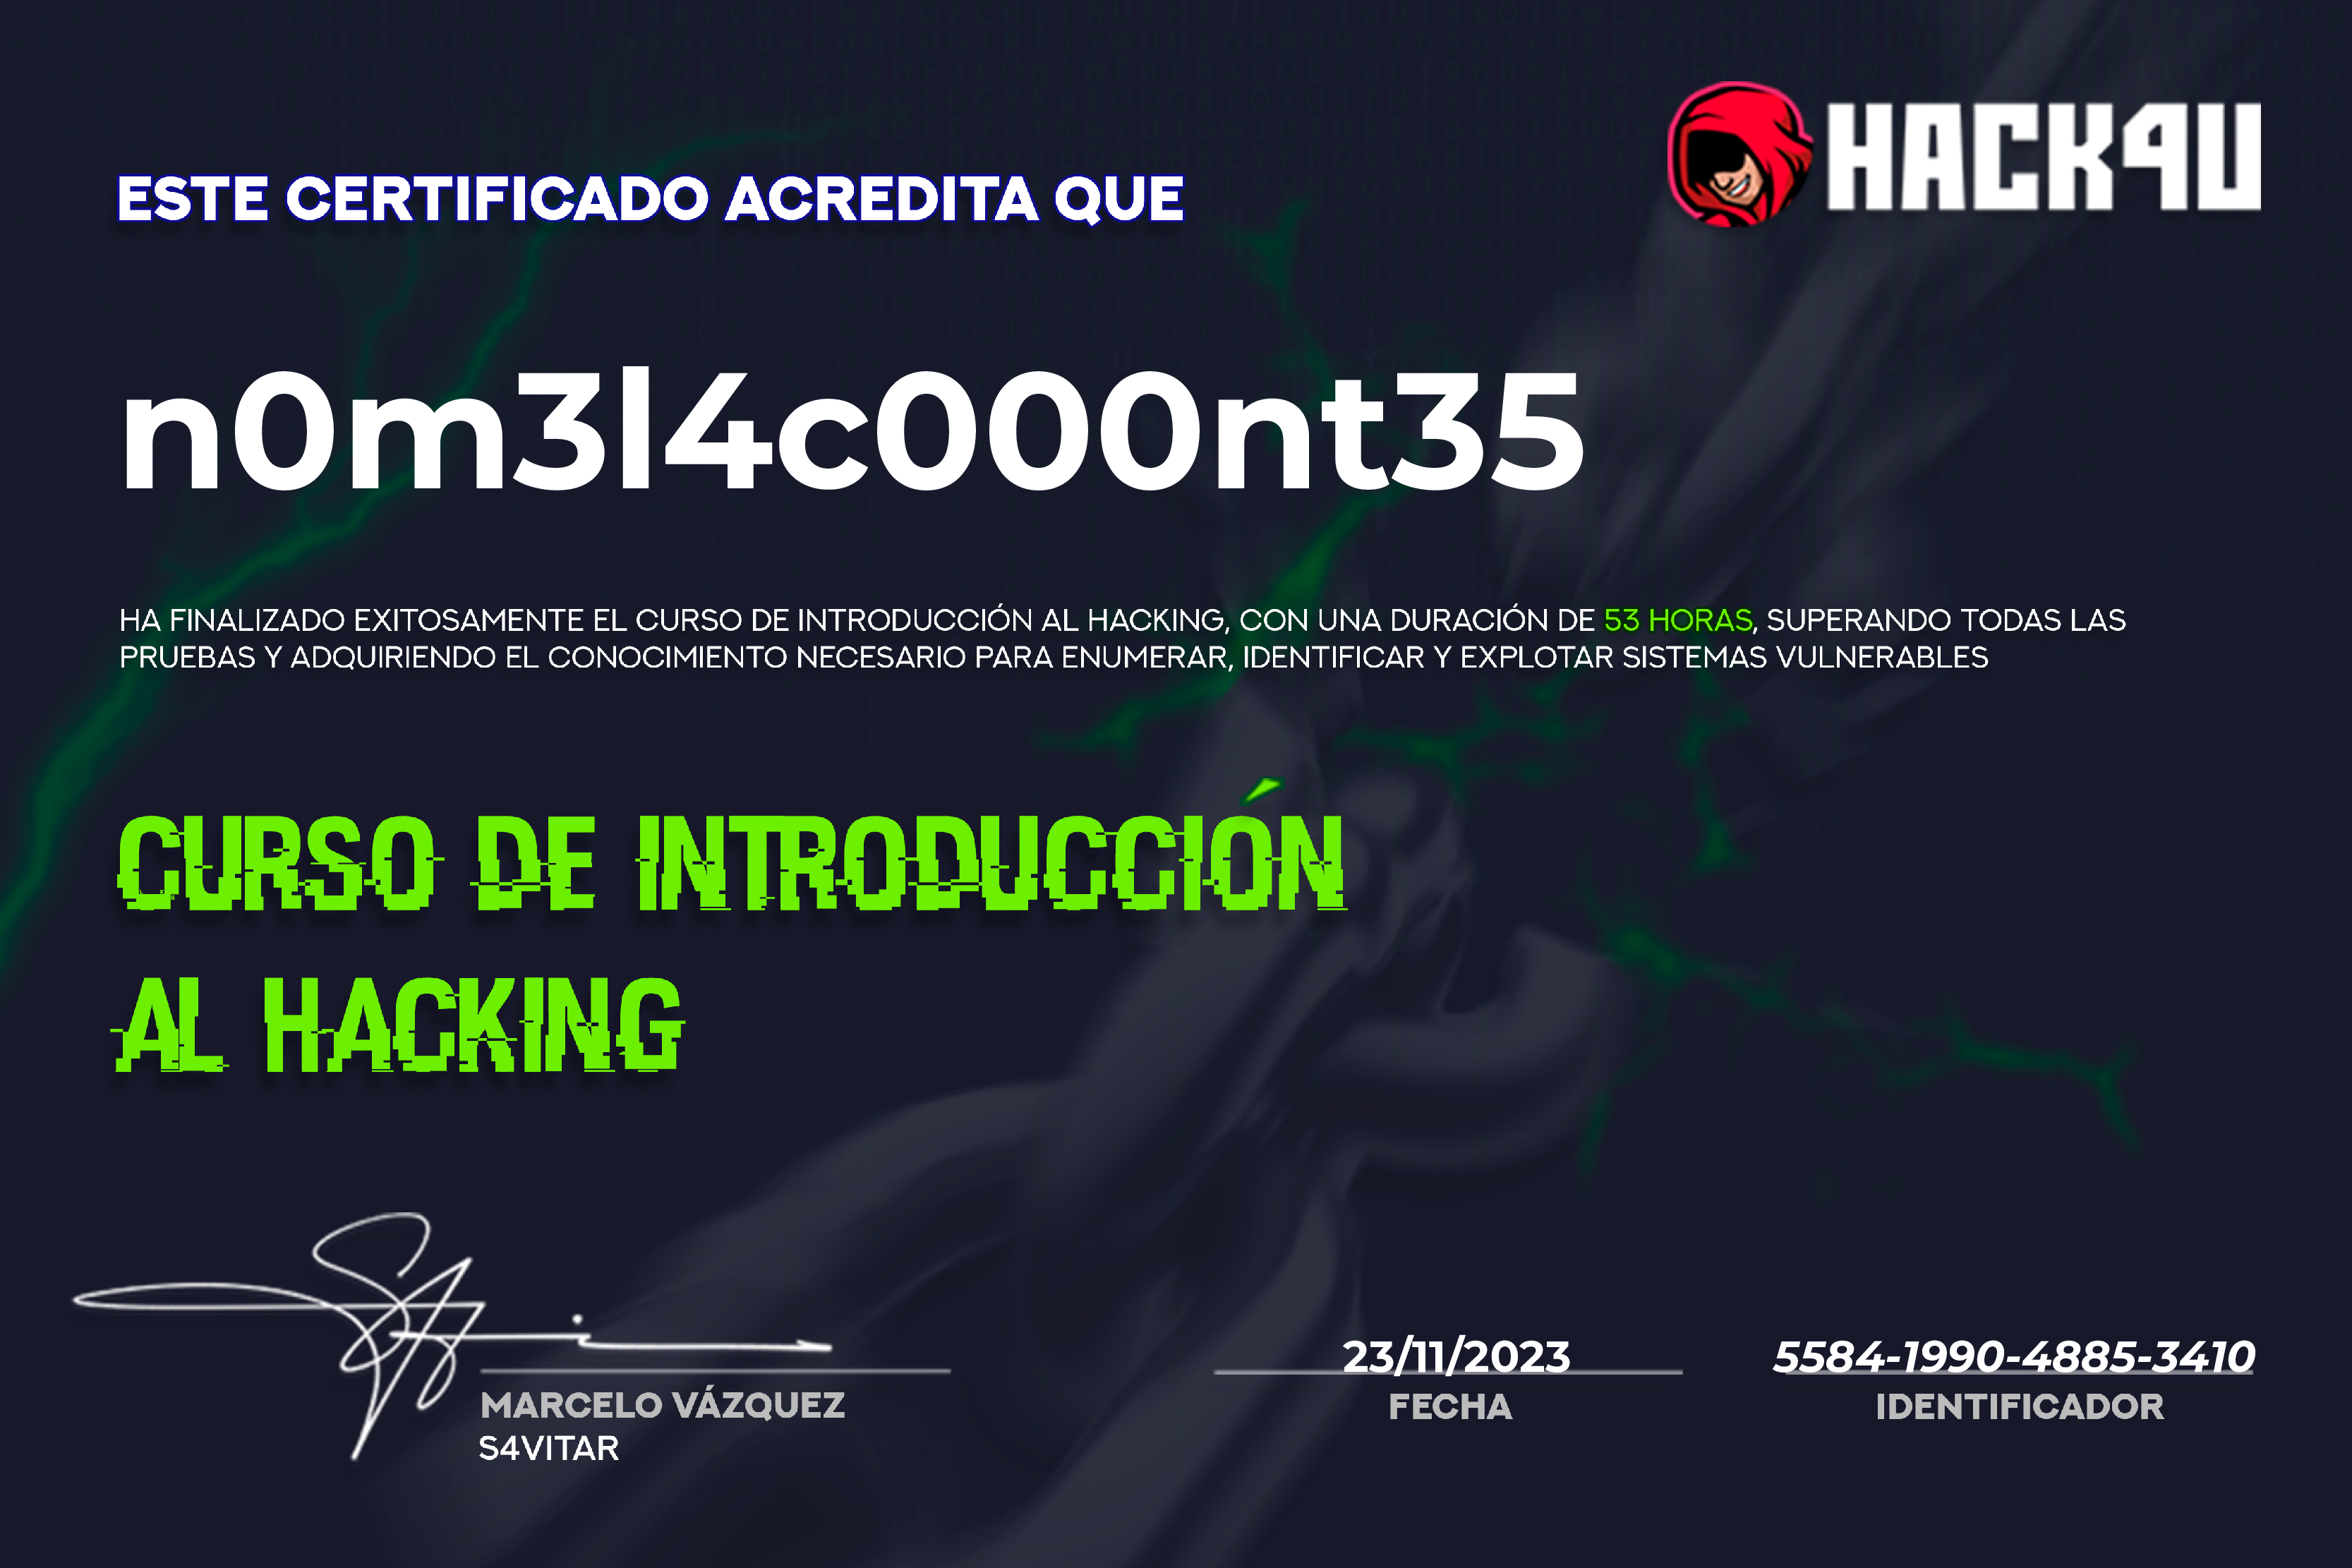 HACK4U
ESTE CERTIFICADO ACREDITA QUE
n0m3l4c000nt35
HA FINALIZADO EXITOSAMENTE EL CURSO DE INTRODUCCIÓN AL HACKING, CON UNA DURACIÓN DE 53 HORAS, SUPERANDO TODAS LAS
PRUEBAS Y ADQUIRIENDO EL CONOCIMIENTO NECESARIO PARA ENUMERAR, IDENTIFICAR Y EXPLOTAR SISTEMAS VULNERABLES
CURSO DE INTRODUCCIÓN
AL HACKING
MARCELO VÁZQUEZ
S4VITAR
23/11/2023
FECHA
5584-1990-4885-3410
IDENTIFICADOR